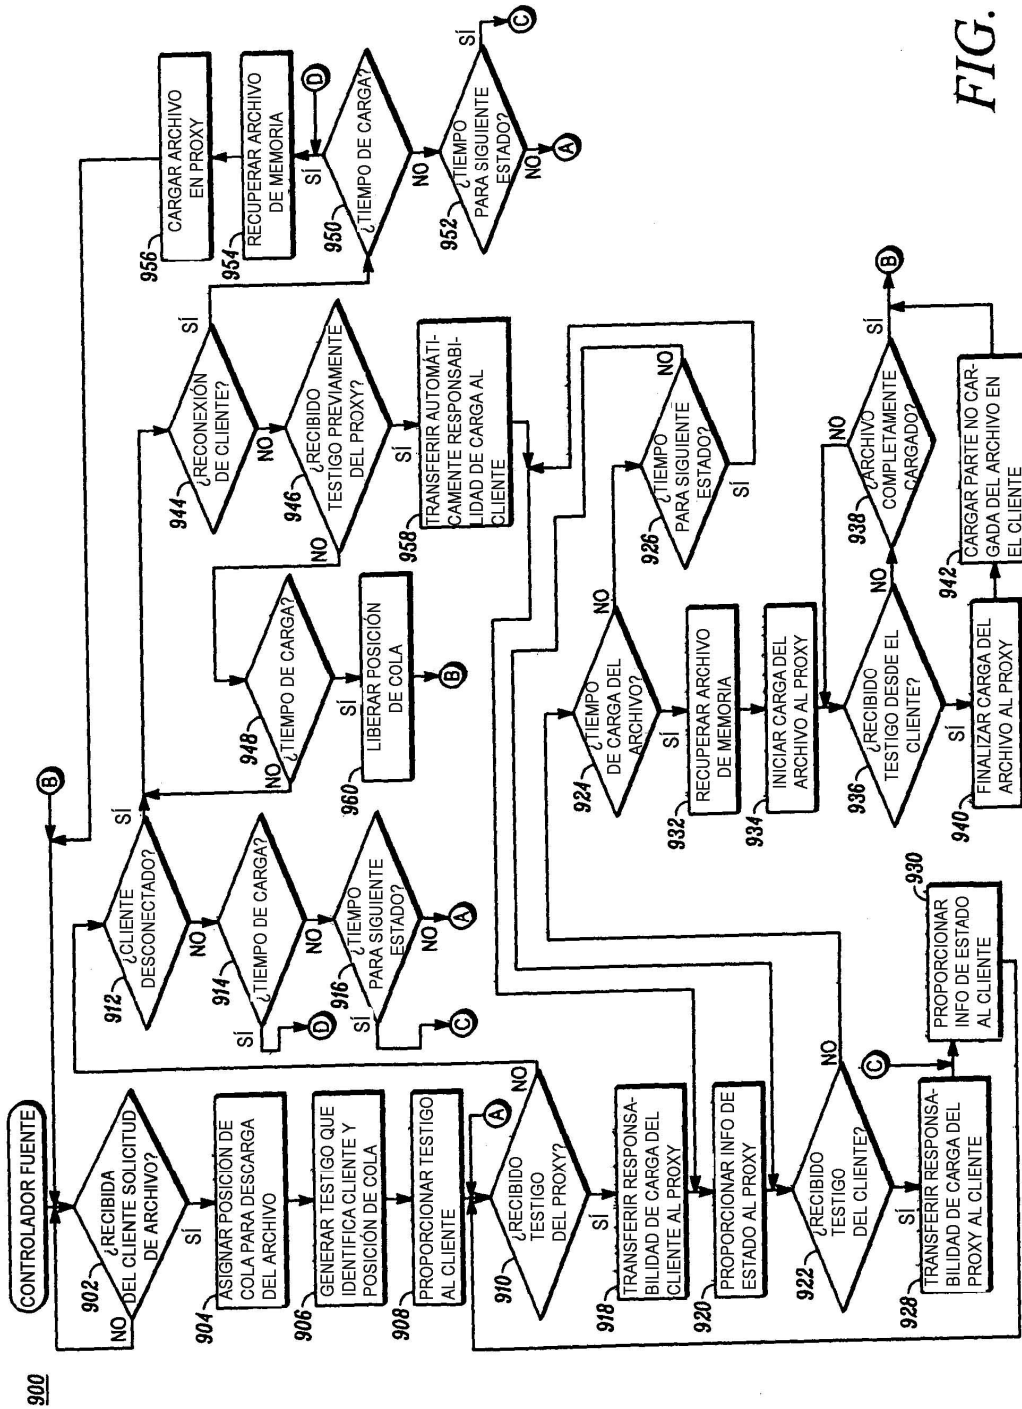 900
CONTROLADOR FUENTE
B
902
¿RECIBIDA
DEL CLIENTE SOLICITUD
DE ARCHIVO?
NO
SÍ
904
ASIGNAR POSICIÓN DE
COLA PARA DESCARGA
DEL ARCHIVO
906
GENERAR TESTIGO QUE
IDENTIFICA CLIENTE Y
POSICIÓN DE COLA
908
PROPORCIONAR TESTIGO
AL CLIENTE
A
910
¿RECIBIDO
TESTIGO
DEL PROXY?
NO
SÍ
918
TRANSFERIR RESPONSA-
BILIDAD DE CARGA DEL
CLIENTE AL PROXY
920
PROPORCIONAR INFO DE
ESTADO AL PROXY
922
¿RECIBIDO
TESTIGO
DEL CLIENTE?
NO
SÍ
C
928
TRANSFERIR RESPONSA-
BILIDAD DE CARGA DEL
PROXY AL CLIENTE
930
PROPORCIONAR
INFO DE ESTADO
AL CLIENTE
912
¿CLIENTE
DESCONECTADO?
SÍ
NO
914
¿TIEMPO DE CARGA?
SÍ
D
NO
916
¿TIEMPO
PARA SIGUIENTE
ESTADO?
SÍ
C
NO
A
944
¿RECONEXIÓN
DE CLIENTE?
SÍ
NO
946
¿RECIBIDO
TESTIGO PREVIAMENTE
DEL PROXY?
NO
SÍ
948
¿TIEMPO DE CARGA?
NO
SÍ
960
LIBERAR POSICIÓN
DE COLA
B
958
TRANSFERIR AUTOMÁTI-
CAMENTE RESPONSABI-
LIDAD DE CARGA AL
CLIENTE
956
CARGAR ARCHIVO
EN PROXY
954
RECUPERAR ARCHIVO
DE MEMORIA
SÍ
D
950
¿TIEMPO DE CARGA?
NO
952
¿TIEMPO
PARA SIGUIENTE
ESTADO?
SÍ
C
NO
A
924
¿TIEMPO
DE CARGA DEL
ARCHIVO?
NO
SÍ
926
¿TIEMPO
PARA SIGUIENTE
ESTADO?
NO
SÍ
932
RECUPERAR ARCHIVO
DE MEMORIA
934
INICIAR CARGA DEL
ARCHIVO AL PROXY
936
¿RECIBIDO
TESTIGO DESDE EL
CLIENTE?
NO
SÍ
938
¿ARCHIVO
COMPLETAMENTE
CARGADO?
NO
SÍ
B
940
FINALIZAR CARGA DEL
ARCHIVO AL PROXY
942
CARGAR PARTE NO CAR-
GADA DEL ARCHIVO EN
EL CLIENTE
FIG.